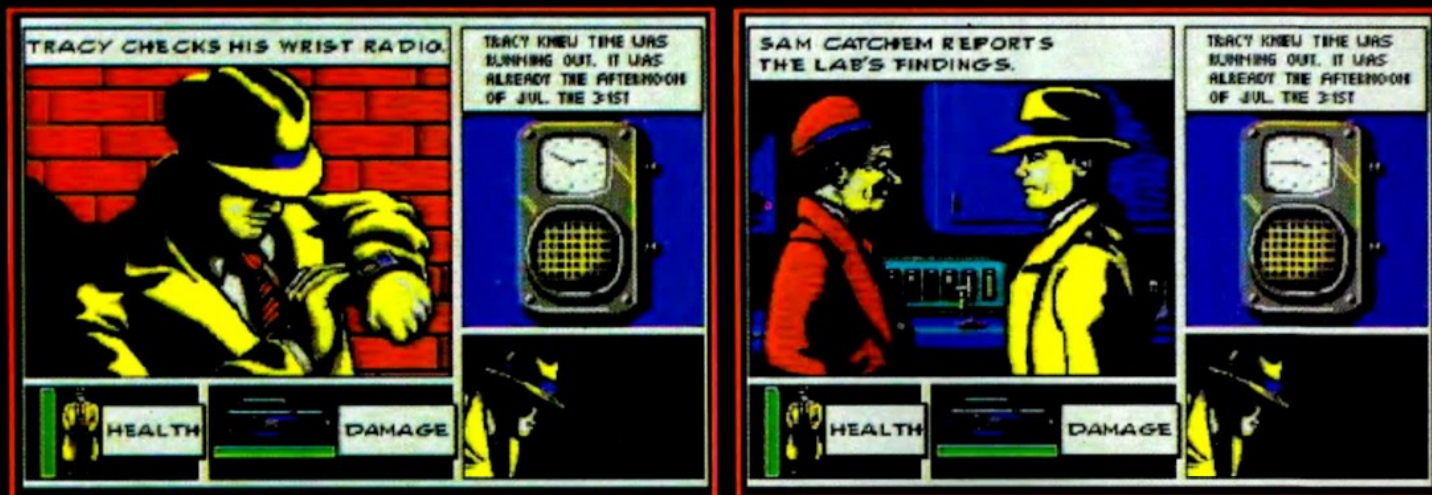 TRACY CHECKS HIS WRIST RADIO.
TRACY KNEW TIME WAS
RUNNING OUT. IT WAS
ALREADY THE AFTERNOON
OF JUL. THE 31ST
HEALTH
DAMAGE
SAM CATCHEM REPORTS
THE LAB'S FINDINGS.
TRACY KNEW TIME WAS
RUNNING OUT. IT WAS
ALREADY THE AFTERNOON
OF JUL. THE 31ST
HEALTH
DAMAGE